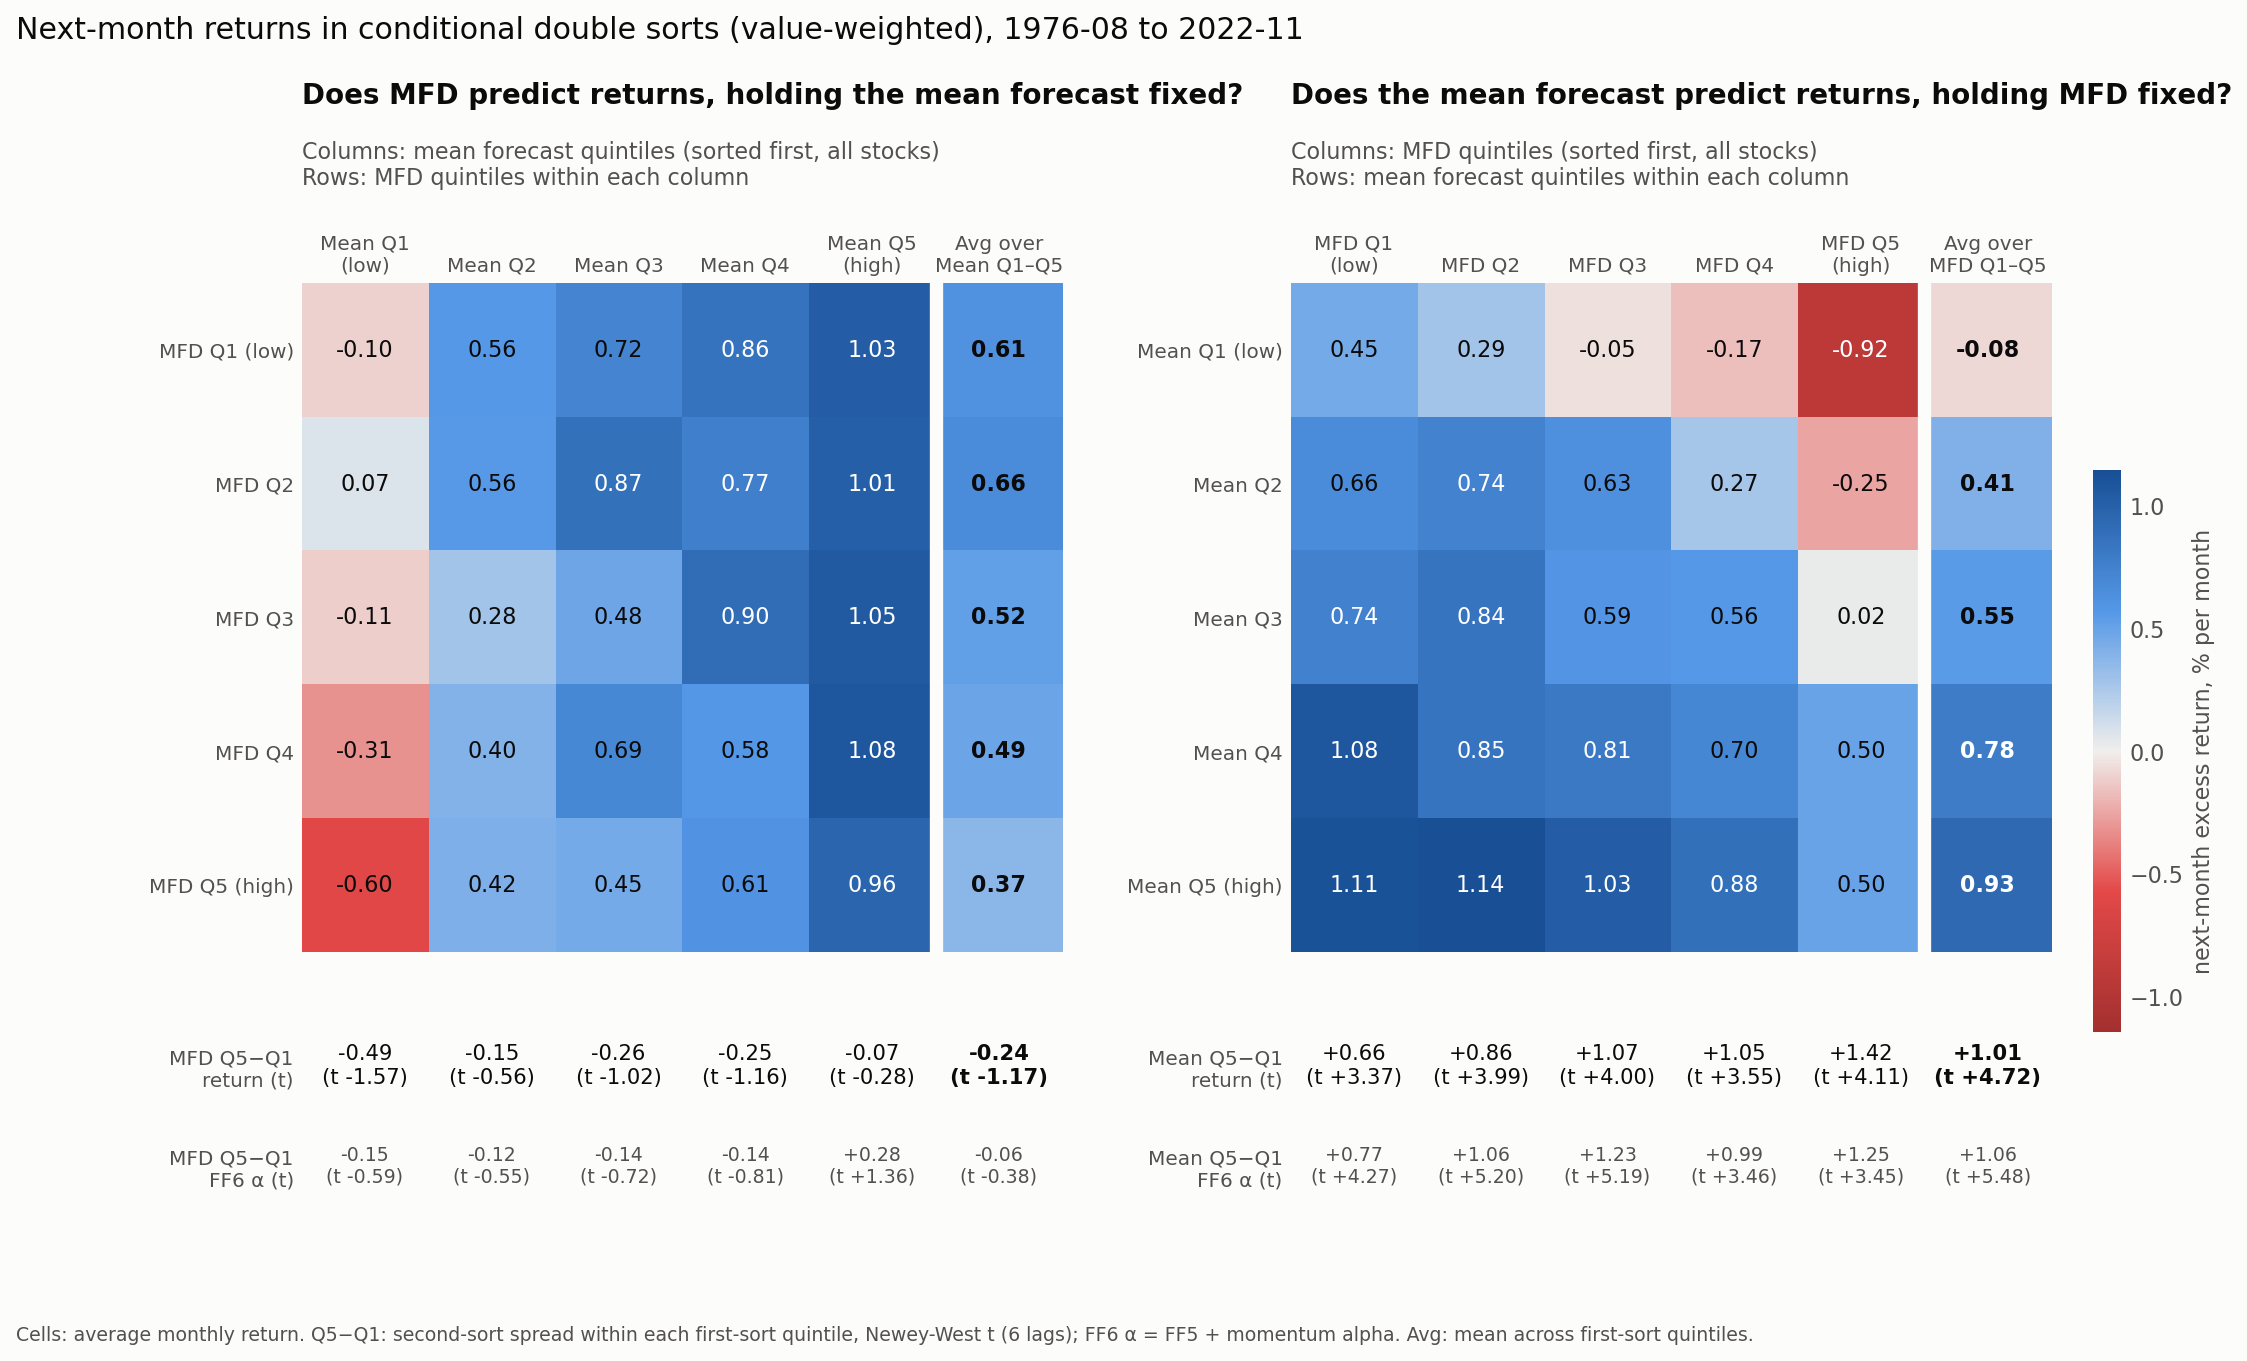 Next-month returns in conditional double sorts (value-weighted), 1976-08 to 2022-11
Does MFD predict returns, holding the mean forecast fixed?
Columns: mean forecast quintiles (sorted first, all stocks)
Rows: MFD quintiles within each column
Mean Q1 (low) Mean Q2 Mean Q3 Mean Q4 Mean Q5 (high) Avg over Mean Q1–Q5
MFD Q1 (low) -0.10 0.56 0.72 0.86 1.03 0.61
MFD Q2 0.07 0.56 0.87 0.77 1.01 0.66
MFD Q3 -0.11 0.28 0.48 0.90 1.05 0.52
MFD Q4 -0.31 0.40 0.69 0.58 1.08 0.49
MFD Q5 (high) -0.60 0.42 0.45 0.61 0.96 0.37
MFD Q5−Q1 -0.49 -0.15 -0.26 -0.25 -0.07 -0.24
return (t) (t -1.57) (t -0.56) (t -1.02) (t -1.16) (t -0.28) (t -1.17)
MFD Q5−Q1 -0.15 -0.12 -0.14 -0.14 +0.28 -0.06
FF6 α (t) (t -0.59) (t -0.55) (t -0.72) (t -0.81) (t +1.36) (t -0.38)
Does the mean forecast predict returns, holding MFD fixed?
Columns: MFD quintiles (sorted first, all stocks)
Rows: mean forecast quintiles within each column
MFD Q1 (low) MFD Q2 MFD Q3 MFD Q4 MFD Q5 (high) Avg over MFD Q1–Q5
Mean Q1 (low) 0.45 0.29 -0.05 -0.17 -0.92 -0.08
Mean Q2 0.66 0.74 0.63 0.27 -0.25 0.41
Mean Q3 0.74 0.84 0.59 0.56 0.02 0.55
Mean Q4 1.08 0.85 0.81 0.70 0.50 0.78
Mean Q5 (high) 1.11 1.14 1.03 0.88 0.50 0.93
Mean Q5−Q1 +0.66 +0.86 +1.07 +1.05 +1.42 +1.01
return (t) (t +3.37) (t +3.99) (t +4.00) (t +3.55) (t +4.11) (t +4.72)
Mean Q5−Q1 +0.77 +1.06 +1.23 +0.99 +1.25 +1.06
FF6 α (t) (t +4.27) (t +5.20) (t +5.19) (t +3.46) (t +3.45) (t +5.48)
1.0
0.5
0.0
−0.5
−1.0
next-month excess return, % per month
Cells: average monthly return. Q5−Q1: second-sort spread within each first-sort quintile, Newey-West t (6 lags); FF6 α = FF5 + momentum alpha. Avg: mean across first-sort quintiles.